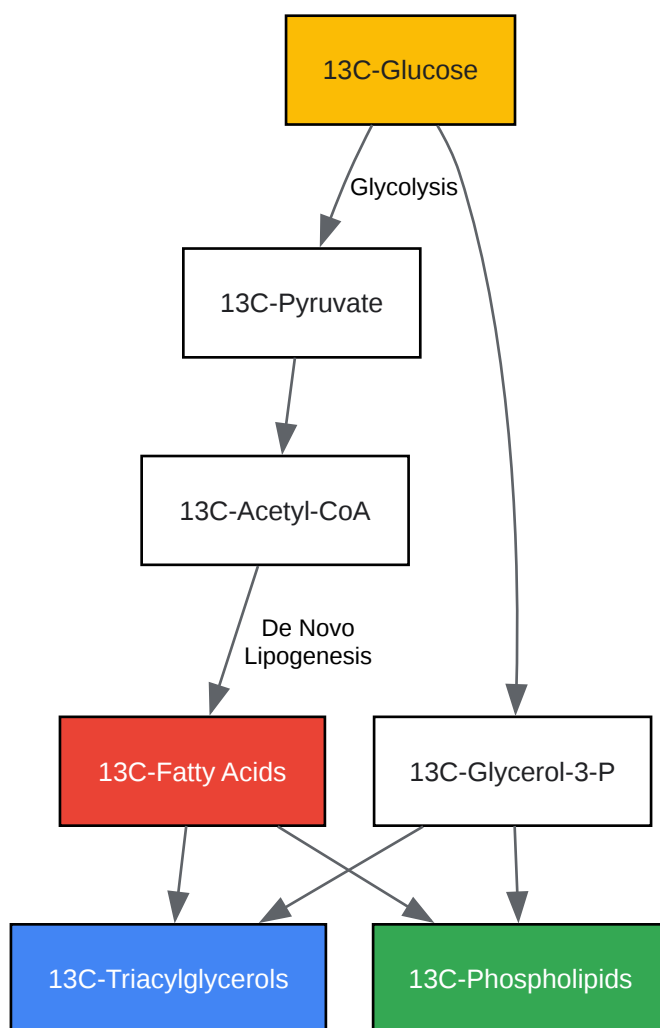 13C-Glucose
Glycolysis
13C-Pyruvate
13C-Acetyl-CoA
De Novo
Lipogenesis
13C-Fatty Acids
13C-Glycerol-3-P
13C-Triacylglycerols
13C-Phospholipids